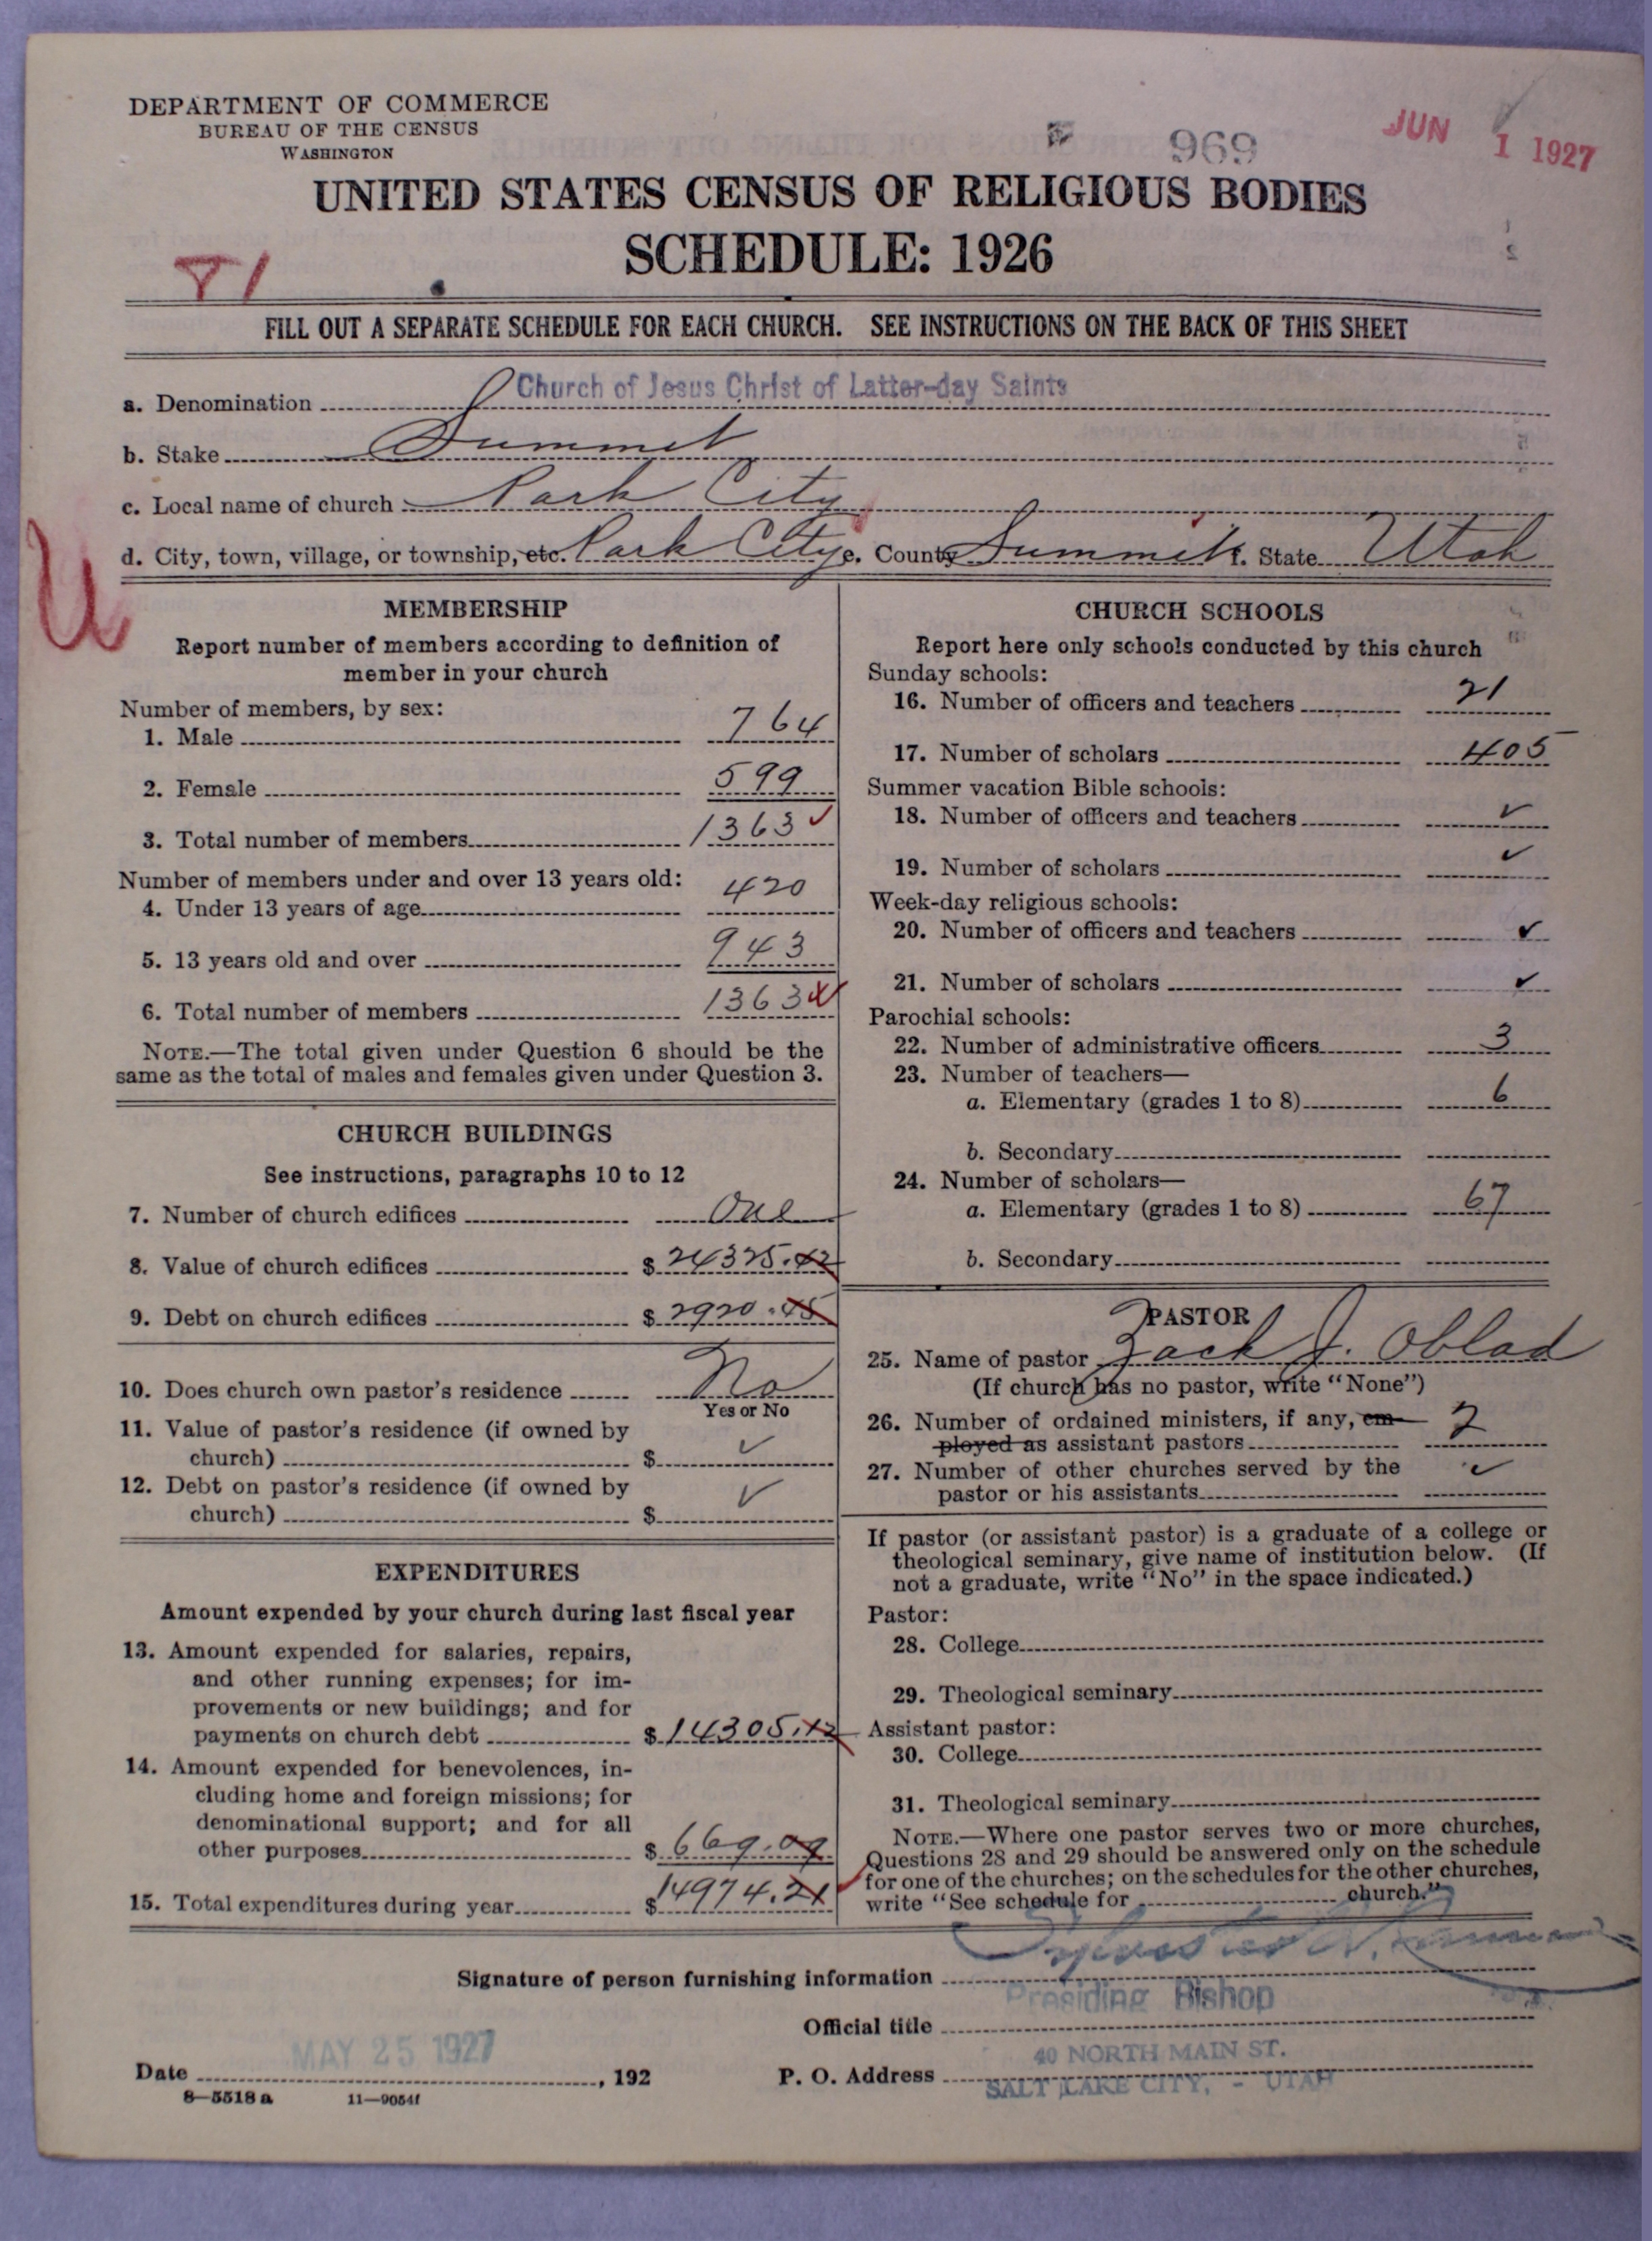 DEPARTMENT OF COMMERCE
BUREAU OF THE CENSUS
WASHINGTON
969
JUN 1 1927
UNITED STATES CENSUS OF RELIGIOUS BODIES
SCHEDULE: 1926
81
FILL OUT A SEPARATE SCHEDULE FOR EACH CHURCH. SEE INSTRUCTIONS ON THE BACK OF THIS SHEET
a. Denomination Church of Jesus Christ of Latter-day Saints
b. Stake Summit
c. Local name of church Park City
d. City, town, village, or township, etc. Park City e. County Summit f. State Utah
U
MEMBERSHIP
Report number of members according to definition of
member in your church
Number of members, by sex:
1. Male 764
2. Female 599
3. Total number of members 1363
Number of members under and over 13 years old:
4. Under 13 years of age 420
5. 13 years old and over 943
6. Total number of members 1363
NOTE.—The total given under Question 6 should be the
same as the total of males and females given under Question 3.
CHURCH BUILDINGS
See instructions, paragraphs 10 to 12
7. Number of church edifices One
8. Value of church edifices $ 24325.
9. Debt on church edifices $ 2920.45
10. Does church own pastor's residence No
Yes or No
11. Value of pastor's residence (if owned by
church) $ ✓
12. Debt on pastor's residence (if owned by
church) $ ✓
EXPENDITURES
Amount expended by your church during last fiscal year
13. Amount expended for salaries, repairs,
and other running expenses; for im-
provements or new buildings; and for
payments on church debt $ 14305.12
14. Amount expended for benevolences, in-
cluding home and foreign missions; for
denominational support; and for all
other purposes $ 669.09
15. Total expenditures during year $ 14974.21
CHURCH SCHOOLS
Report here only schools conducted by this church
Sunday schools:
16. Number of officers and teachers 21
17. Number of scholars 405
Summer vacation Bible schools:
18. Number of officers and teachers ✓
19. Number of scholars ✓
Week-day religious schools:
20. Number of officers and teachers ✓
21. Number of scholars ✓
Parochial schools:
22. Number of administrative officers 3
23. Number of teachers—
a. Elementary (grades 1 to 8) 6
b. Secondary
24. Number of scholars—
a. Elementary (grades 1 to 8) 67
b. Secondary
PASTOR
25. Name of pastor Zach J. Oblad
(If church has no pastor, write "None")
26. Number of ordained ministers, if any, em-
ployed as assistant pastors 2
27. Number of other churches served by the
pastor or his assistants ✓
If pastor (or assistant pastor) is a graduate of a college or
theological seminary, give name of institution below. (If
not a graduate, write "No" in the space indicated.)
Pastor:
28. College
29. Theological seminary
Assistant pastor:
30. College
31. Theological seminary
NOTE.—Where one pastor serves two or more churches,
Questions 28 and 29 should be answered only on the schedule
for one of the churches; on the schedules for the other churches,
write "See schedule for church."
Signature of person furnishing information
Official title Presiding Bishop
Date MAY 25 1927, 192
P. O. Address 40 NORTH MAIN ST.
SALT LAKE CITY, - UTAH
8—5518 a 11—9054f